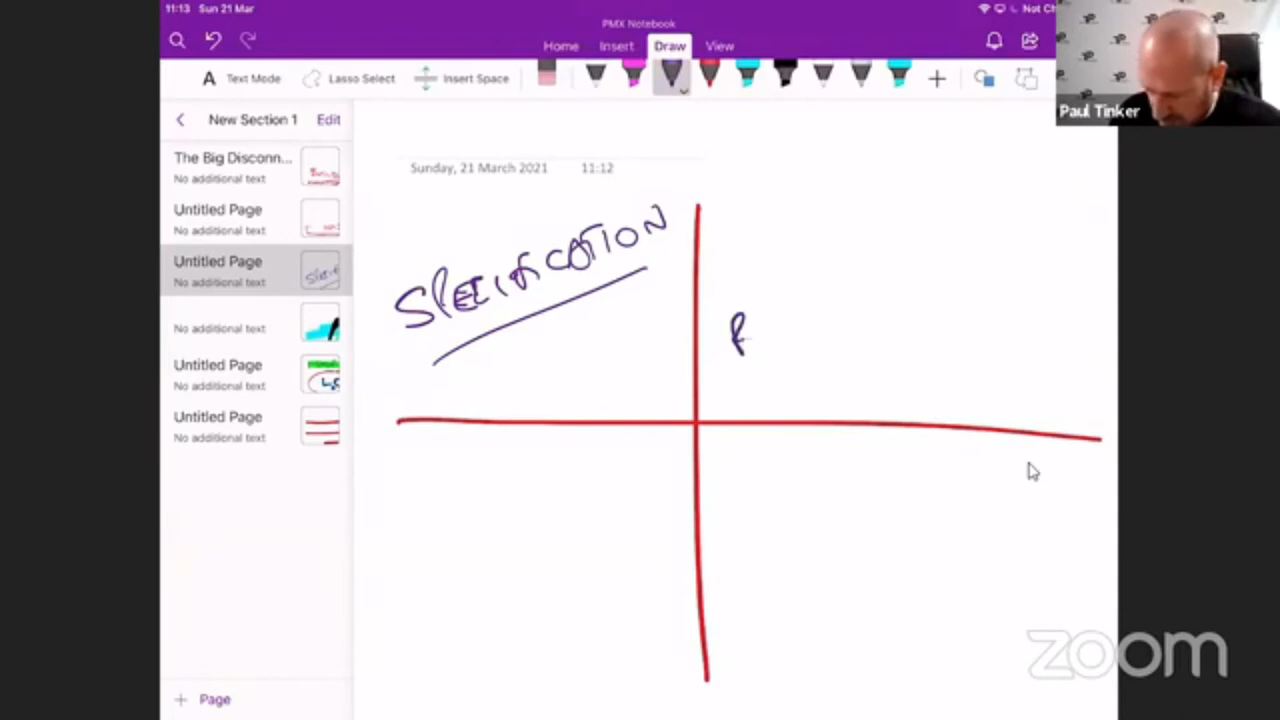 11:13 Sun 21 Mar
Not Ch
PMX Notebook
Home Insert Draw View
A Text Mode Lasso Select Insert Space
Paul Tinker
New Section 1 Edit
The Big Disconn...
No additional text
Untitled Page
No additional text
Untitled Page
No additional text
No additional text
Untitled Page
No additional text
Untitled Page
No additional text
+ Page
Sunday, 21 March 2021 11:12
SPECIFICATION
zoom